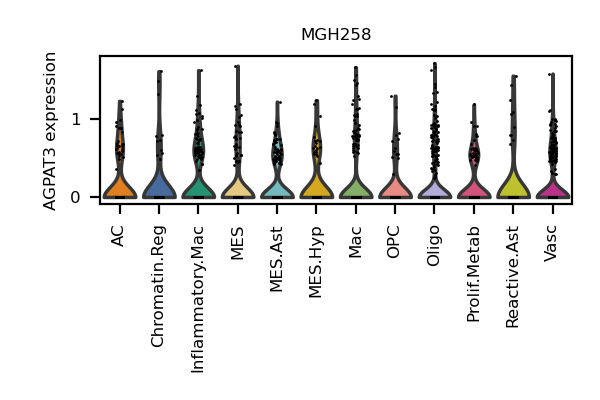 MGH258
AGPAT3 expression
1
0
AC
Chromatin.Reg
Inflammatory.Mac
MES
MES.Ast
MES.Hyp
Mac
OPC
Oligo
Prolif.Metab
Reactive.Ast
Vasc